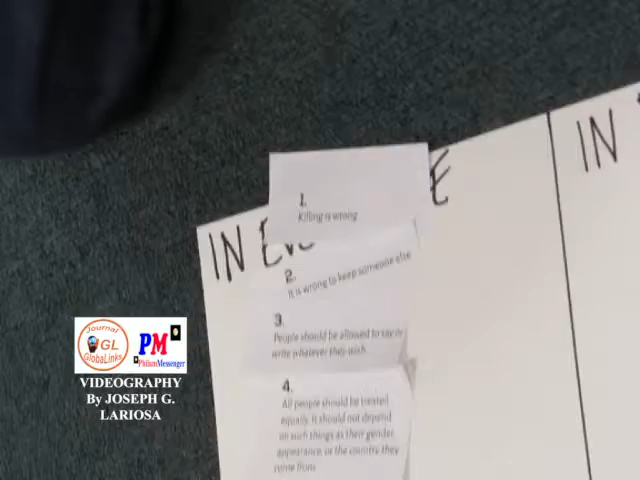 IN
IN
1.
Killing is wrong
2.
It is wrong to keep someone else
3.
People should be allowed to say or
write whatever they wish.
4.
All people should be treated
equally. It should not depend
on such things as their gender,
appearance, or the country they
come from.
Journal
GL
GlobaLinks
PM
PhilamMessenger
VIDEOGRAPHY
By JOSEPH G.
LARIOSA